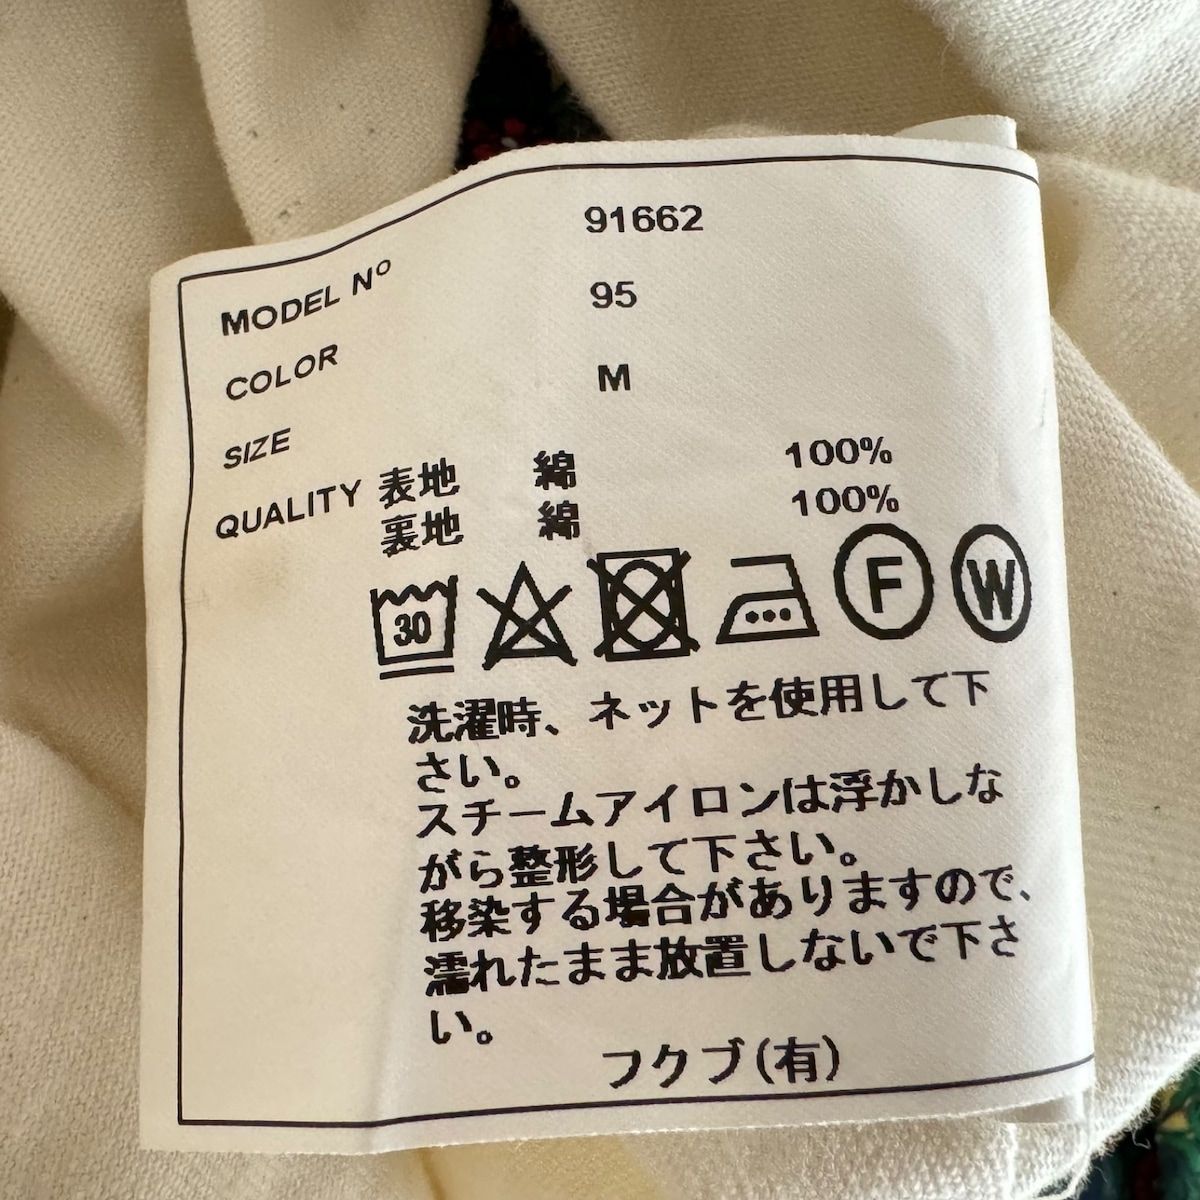 MODEL Nº 91662
COLOR 95
SIZE M
QUALITY 表地 綿 100%
裏地 綿 100%
30 F W
洗濯時、ネットを使用して下
さい。
スチームアイロンは浮かしな
がら整形して下さい。
移染する場合がありますので、
濡れたまま放置しないで下さ
い。
フクブ(有)